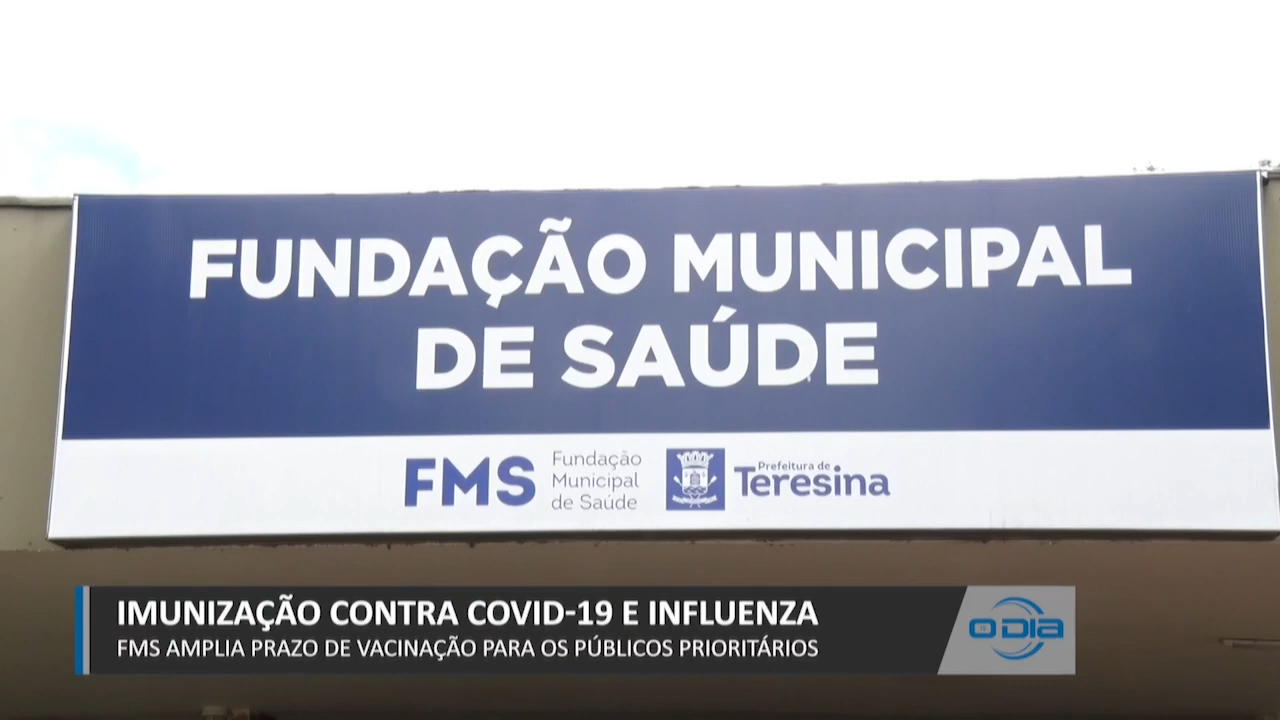 FUNDAÇÃO MUNICIPAL
DE SAÚDE
FMS
Fundação
Municipal
de Saúde
Prefeitura de
Teresina
IMUNIZAÇÃO CONTRA COVID-19 E INFLUENZA
FMS AMPLIA PRAZO DE VACINAÇÃO PARA OS PÚBLICOS PRIORITÁRIOS
O DIA